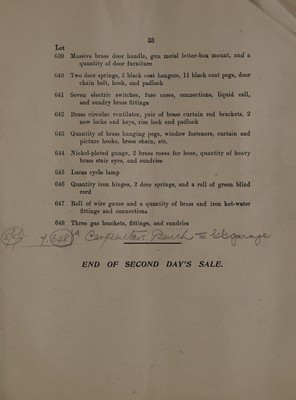 33
Lot
639 Massive brass door handle, gun metal letter-box mount, and a
quantity of door furniture
640 Two door springs, 2 black coat hangers, 11 black coat pegs, door
chain bolt, hook, and padlock
641 Seven electric switches, fuse cases, connections, liquid cell,
and sundry brass fittings
642 Brass circular ventilator, pair of brass curtain rod brackets, 2
new locks and keys, rim lock and padlock
643 Quantity of brass hanging pegs, window fasteners, curtain and
picture hooks, brass chain, etc.
644 Nickel-plated gauge, 2 brass roses for hose, quantity of heavy
brass stair eyes, and sundries
645 Lucas cycle lamp
646 Quantity iron hinges, 2 door springs, and a roll of green blind
cord
647 Roll of wire gauze and a quantity of brass and iron hot-water
fittings and connections
648 Three gas brackets, fittings, and sundries
648A Carpenter's Bench garage
END OF SECOND DAY'S SALE.